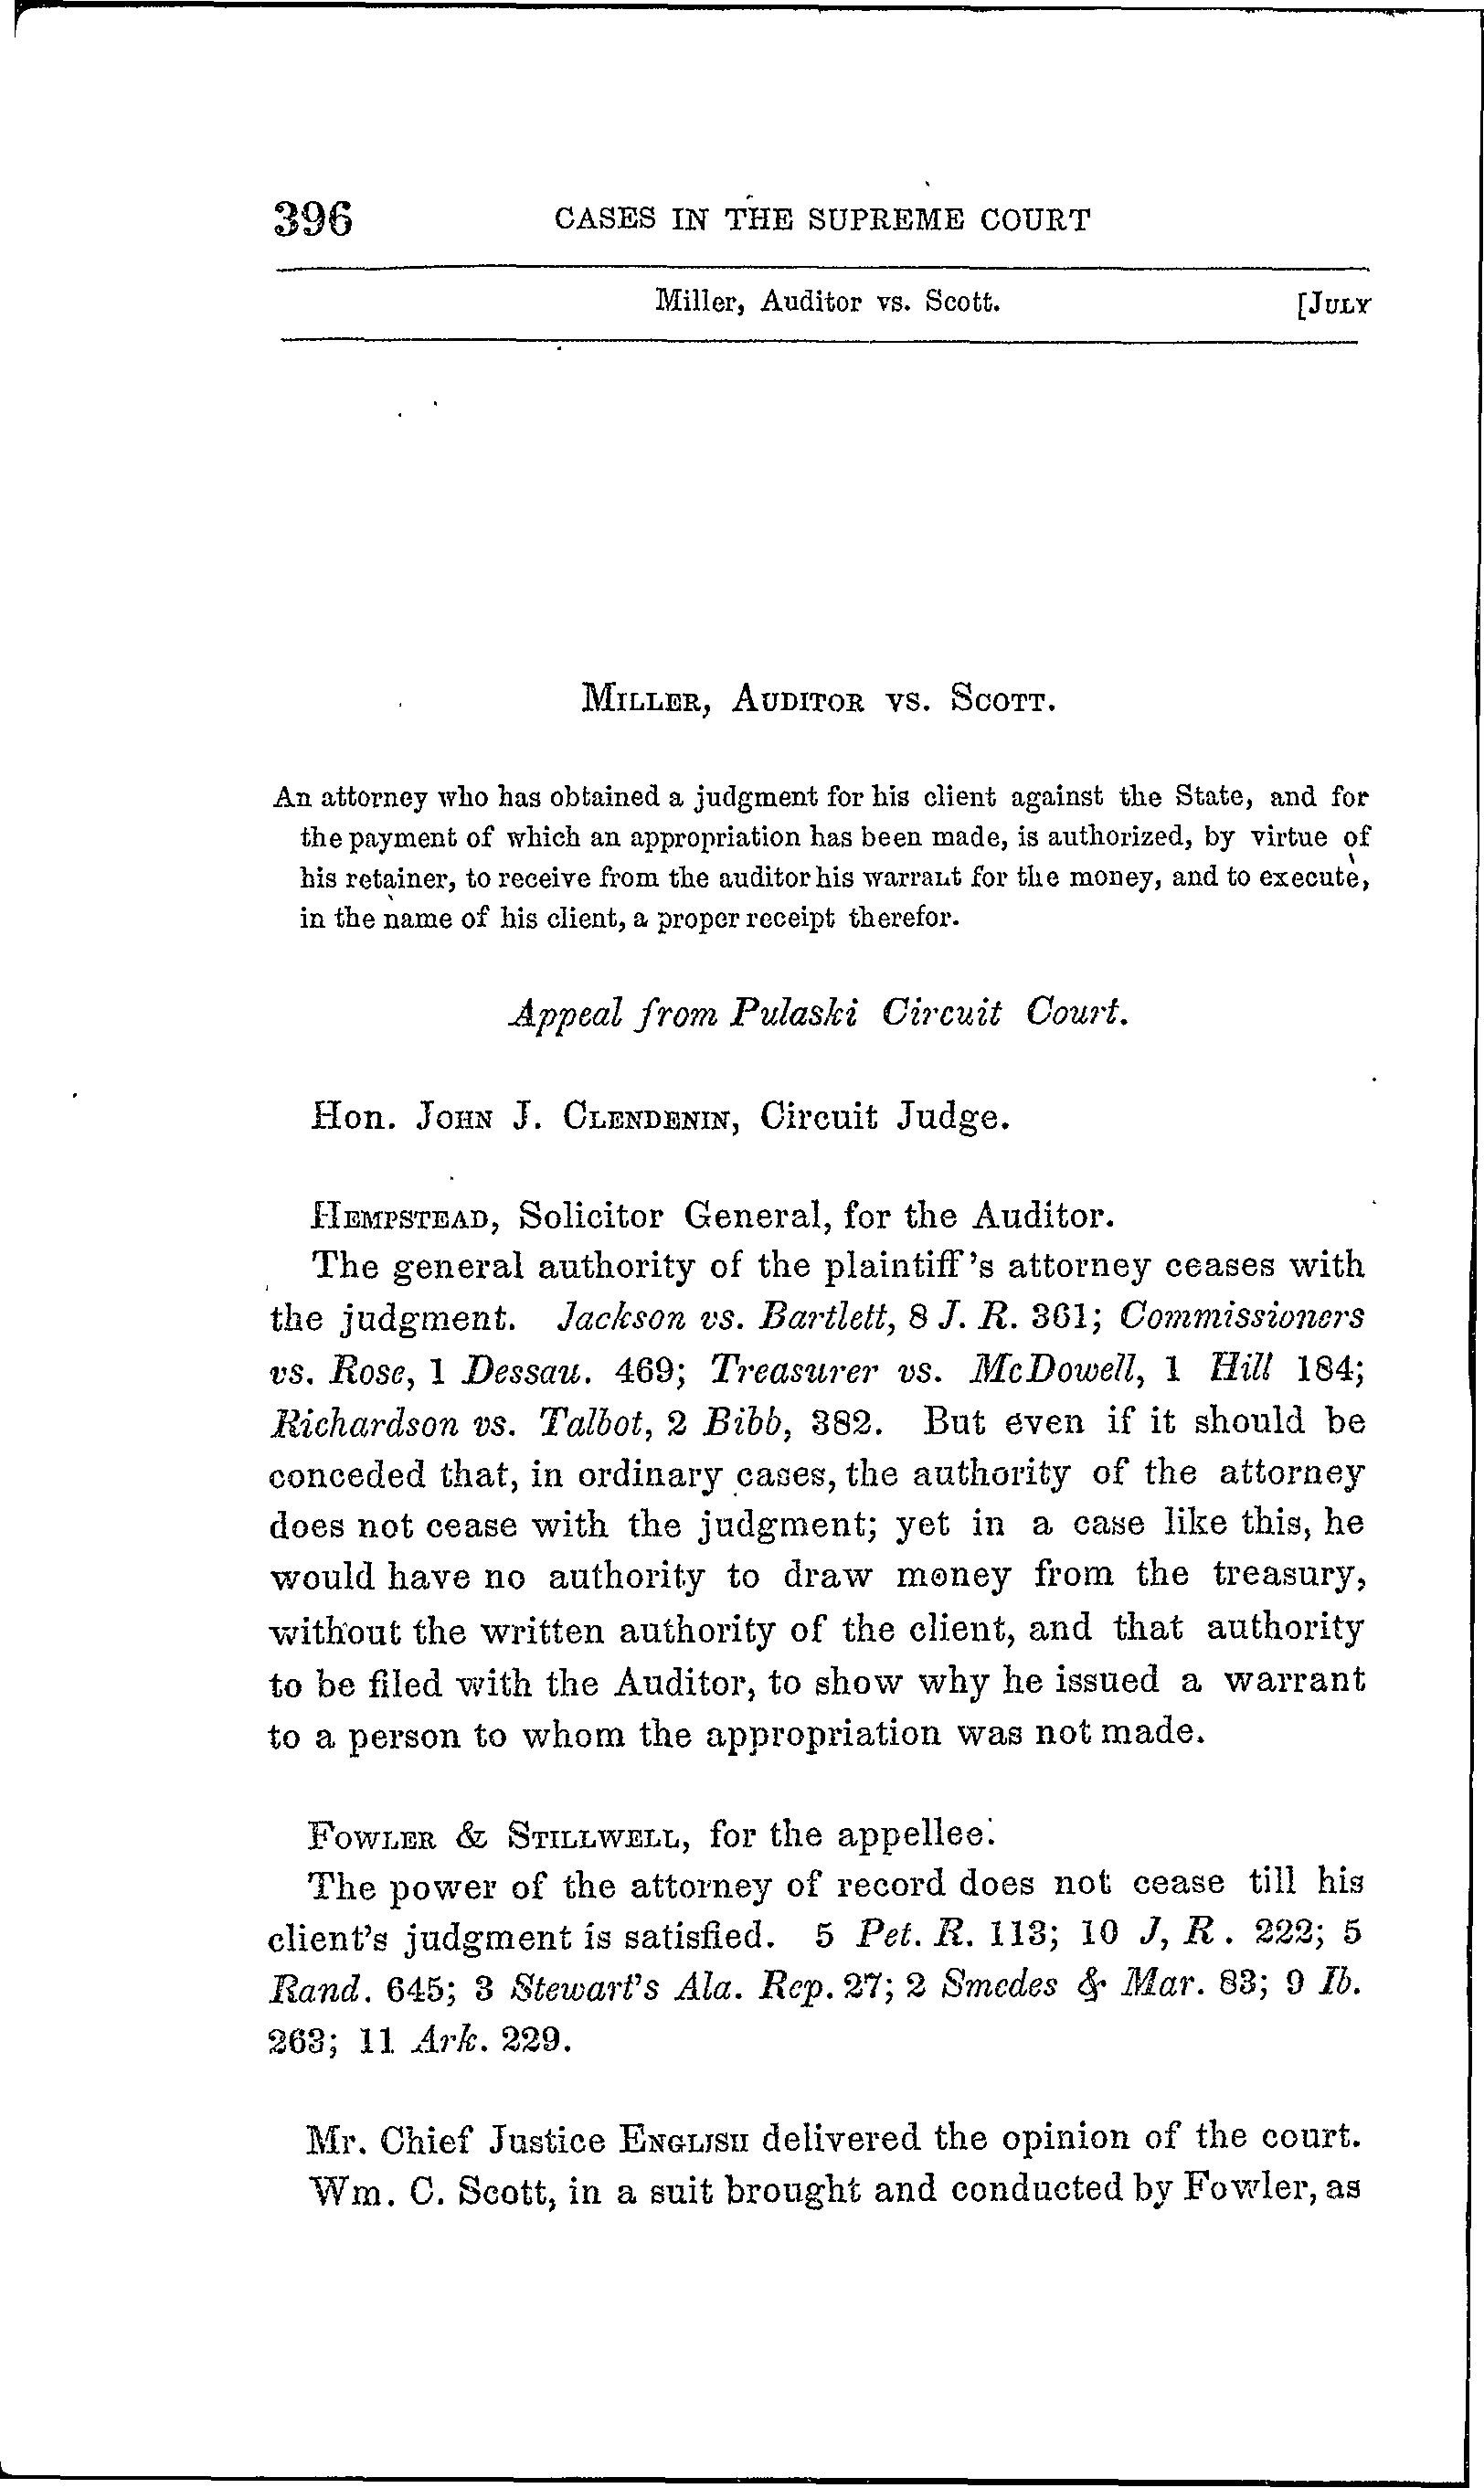 396 CASES IN THE SUPREME COURT
Miller, Auditor vs. Scott. [JULY
MILLER, AUDITOR VS. SCOTT.
An attorney who has obtained a judgment for his client against the State, and for
the payment of which an appropriation has been made, is authorized, by virtue of
his retainer, to receive from the auditor his warrant for the money, and to execute,
in the name of his client, a proper receipt therefor.
Appeal from Pulaski Circuit Court.
Hon. JOHN J. CLENDENIN, Circuit Judge.
HEMPSTEAD, Solicitor General, for the Auditor.
The general authority of the plaintiff's attorney ceases with
the judgment. Jackson vs. Bartlett, 8 J. R. 361; Commissioners
vs. Rose, 1 Dessau. 469; Treasurer vs. McDowell, 1 Hill 184;
Richardson vs. Talbot, 2 Bibb, 382. But even if it should be
conceded that, in ordinary cases, the authority of the attorney
does not cease with the judgment; yet in a case like this, he
would have no authority to draw money from the treasury,
without the written authority of the client, and that authority
to be filed with the Auditor, to show why he issued a warrant
to a person to whom the appropriation was not made.
FOWLER & STILLWELL, for the appellee.
The power of the attorney of record does not cease till his
client's judgment is satisfied. 5 Pet. R. 113; 10 J, R. 222; 5
Rand. 645; 3 Stewart's Ala. Rep. 27; 2 Smedes & Mar. 83; 9 Ib.
263; 11 Ark. 229.
Mr. Chief Justice ENGLISH delivered the opinion of the court.
Wm. C. Scott, in a suit brought and conducted by Fowler, as